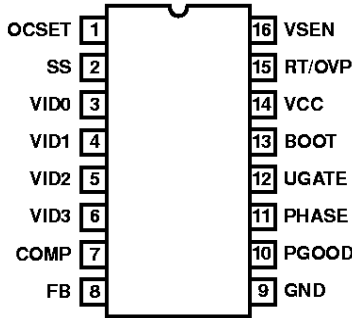 OCSET 1 16 VSEN
SS 2 15 RT/OVP
VID0 3 14 VCC
VID1 4 13 BOOT
VID2 5 12 UGATE
VID3 6 11 PHASE
COMP 7 10 PGOOD
FB 8 9 GND